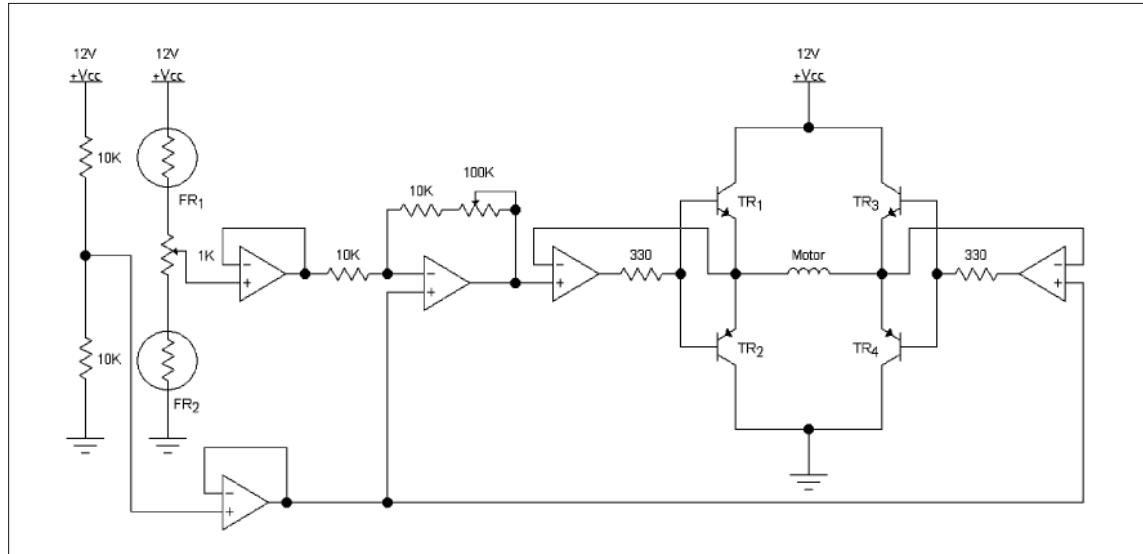 12V
+Vcc
12V
+Vcc
12V
+Vcc
10K
FR1
100K
10K
TR1
TR3
1K
10K
330
Motor
330
10K
TR2
TR4
FR2